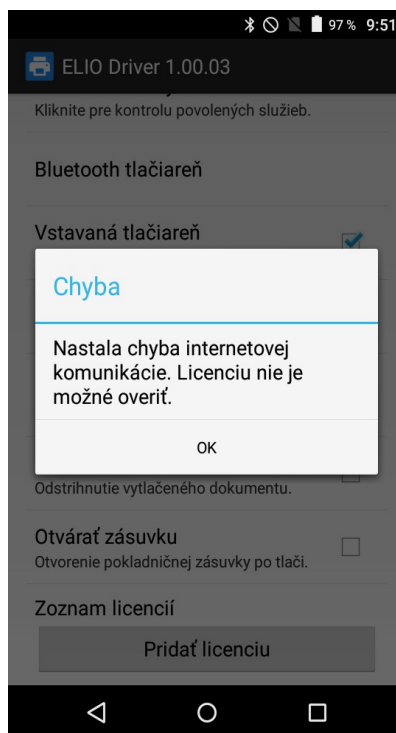 97 % 9:51
ELIO Driver 1.00.03
Kliknite pre kontrolu povolených služieb.
Bluetooth tlačiareň
Vstavaná tlačiareň
Chyba
Nastala chyba internetovej
komunikácie. Licenciu nie je
možné overiť.
OK
Odstrihnutie vytlačeného dokumentu.
Otvárať zásuvku
Otvorenie pokladničnej zásuvky po tlači.
Zoznam licencií
Pridať licenciu